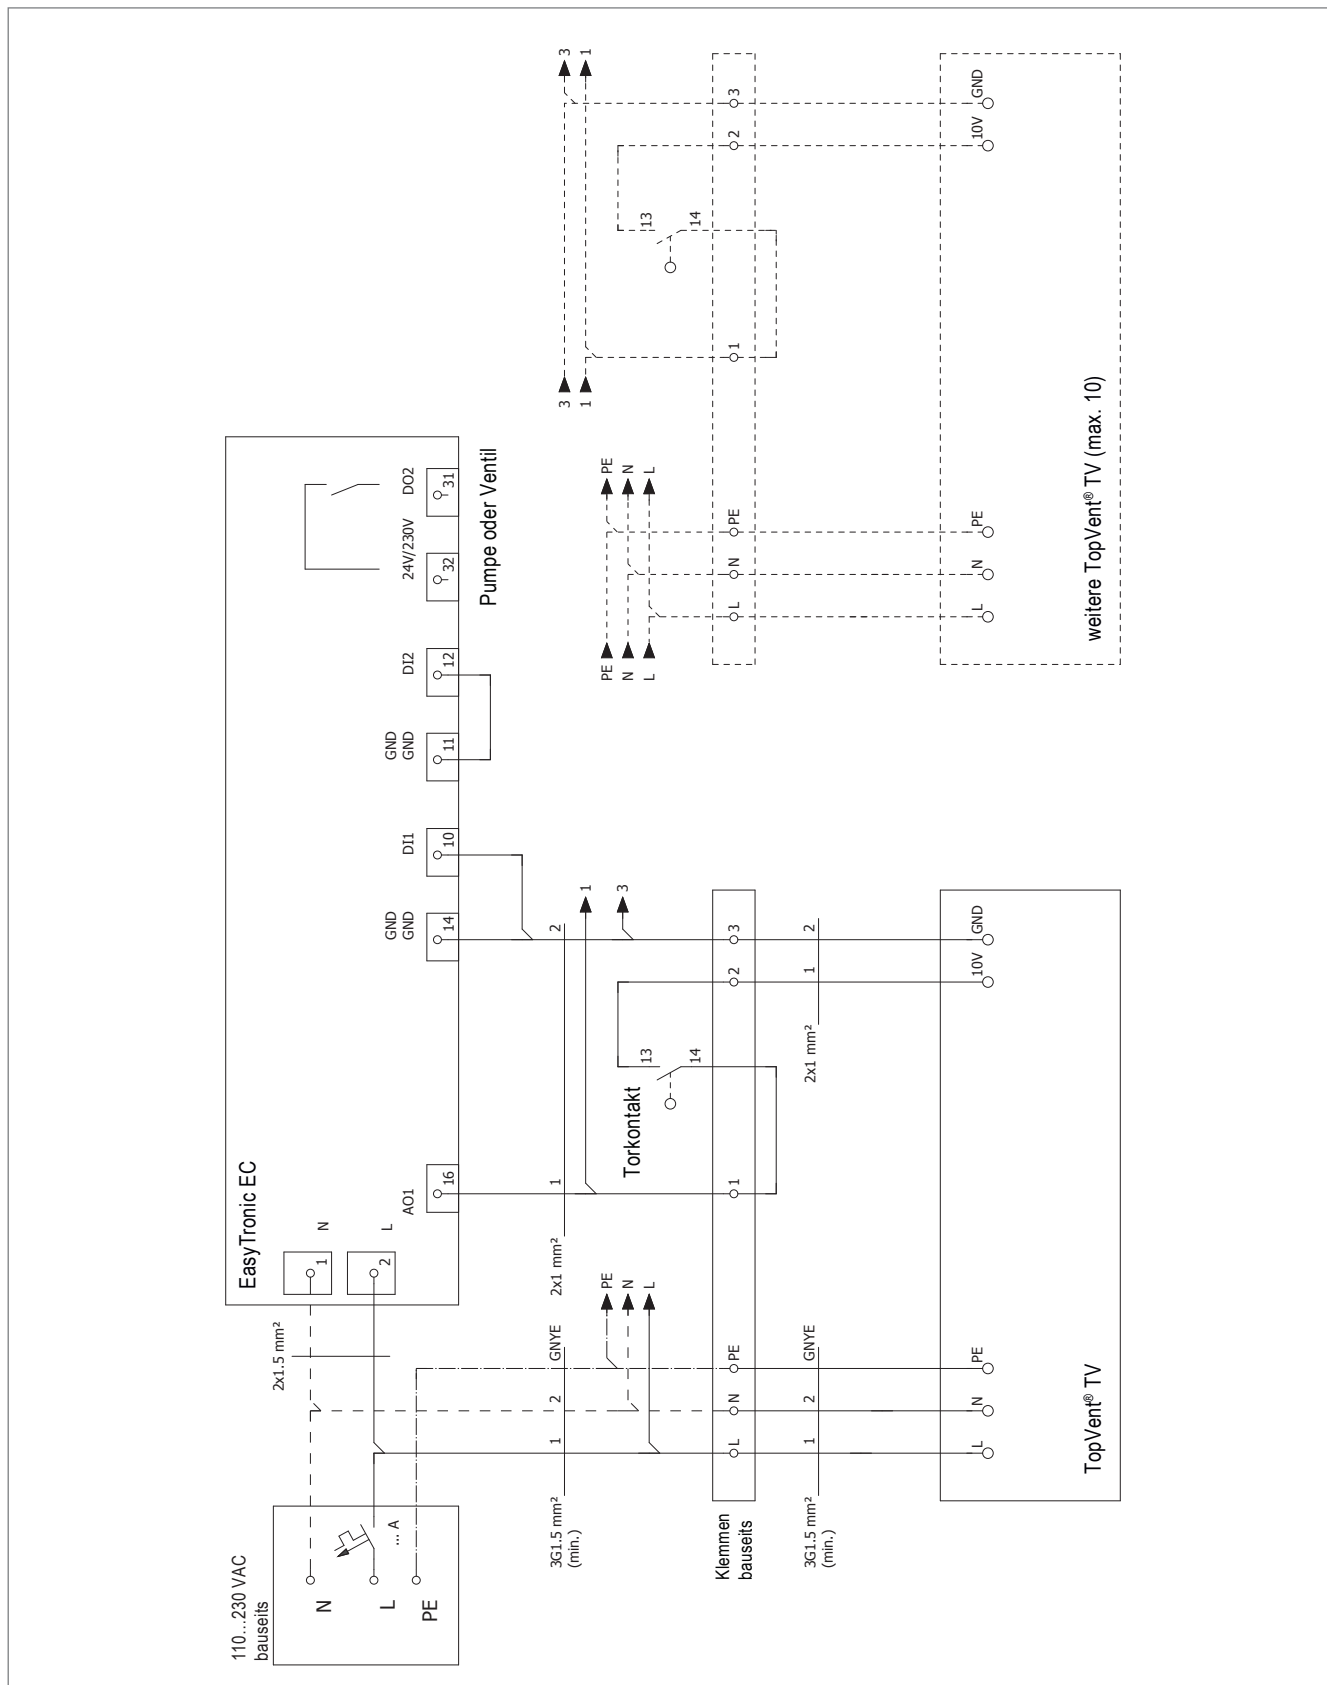 110...230 VAC
bauseits
N
L
PE
... A
2x1.5 mm²
EasyTronic EC
1
N
2
L
AO1
16
GND
GND
14
DI1
10
GND
GND
11
DI2
12
24V/230V
32
DO2
31
Pumpe oder Ventil
3G1.5 mm²
(min.)
1
2
GNYE
PE
N
L
2x1 mm²
1
2
1
3
Torkontakt
13
14
Klemmen
bauseits
L
N
PE
1
2
3
3G1.5 mm²
(min.)
1
2
GNYE
2x1 mm²
1
2
L
N
PE
10V
GND
TopVent® TV
PE
N
L
PE
N
L
3
1
3
1
13
14
L
N
PE
1
2
3
L
N
PE
10V
GND
weitere TopVent® TV (max. 10)